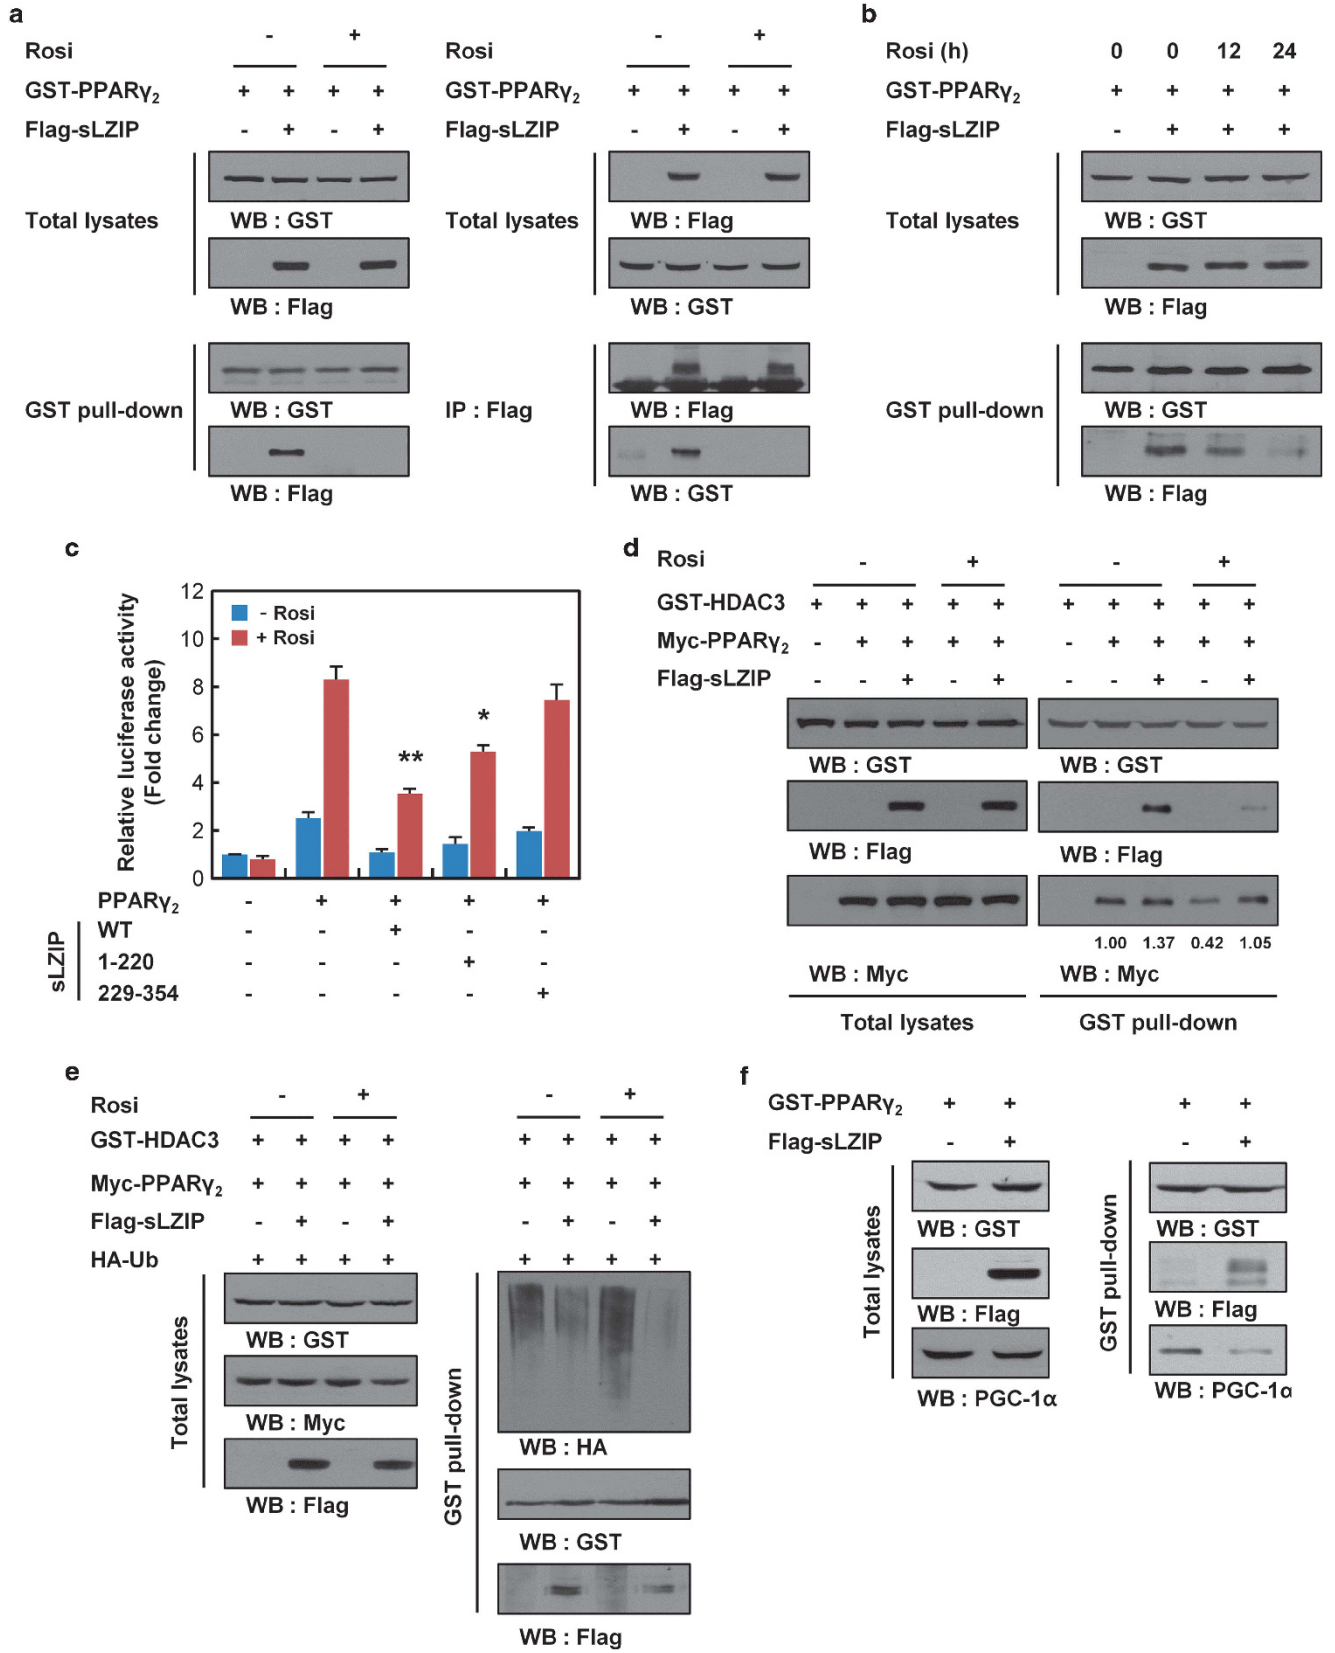 a
Rosi - +
GST-PPARγ2 + + + +
Flag-sLZIP - + - +
Total lysates
WB : GST
WB : Flag
GST pull-down
WB : GST
WB : Flag
Rosi - +
GST-PPARγ2 + + + +
Flag-sLZIP - + - +
Total lysates
WB : Flag
WB : GST
IP : Flag
WB : Flag
WB : GST
b
Rosi (h) 0 0 12 24
GST-PPARγ2 + + + +
Flag-sLZIP - + + +
Total lysates
WB : GST
WB : Flag
GST pull-down
WB : GST
WB : Flag
c
Relative luciferase activity
(Fold change)
12
10
8
6
4
2
0
- Rosi
+ Rosi
**
*
PPARγ2 - + + + +
sLZIP
WT - - + - -
1-220 - - - + -
229-354 - - - - +
d
Rosi - + - +
GST-HDAC3 + + + + + + + + + +
Myc-PPARγ2 - + + + + - + + + +
Flag-sLZIP - - + - + - - + - +
WB : GST WB : GST
WB : Flag WB : Flag
1.00 1.37 0.42 1.05
WB : Myc WB : Myc
Total lysates GST pull-down
e
Rosi - + - +
GST-HDAC3 + + + + + + + +
Myc-PPARγ2 + + + + + + + +
Flag-sLZIP - + - + - + - +
HA-Ub + + + + + + + +
Total lysates
WB : GST
WB : Myc
WB : Flag
GST pull-down
WB : HA
WB : GST
WB : Flag
f
GST-PPARγ2 + + + +
Flag-sLZIP - + - +
Total lysates
WB : GST
WB : Flag
WB : PGC-1α
GST pull-down
WB : GST
WB : Flag
WB : PGC-1α